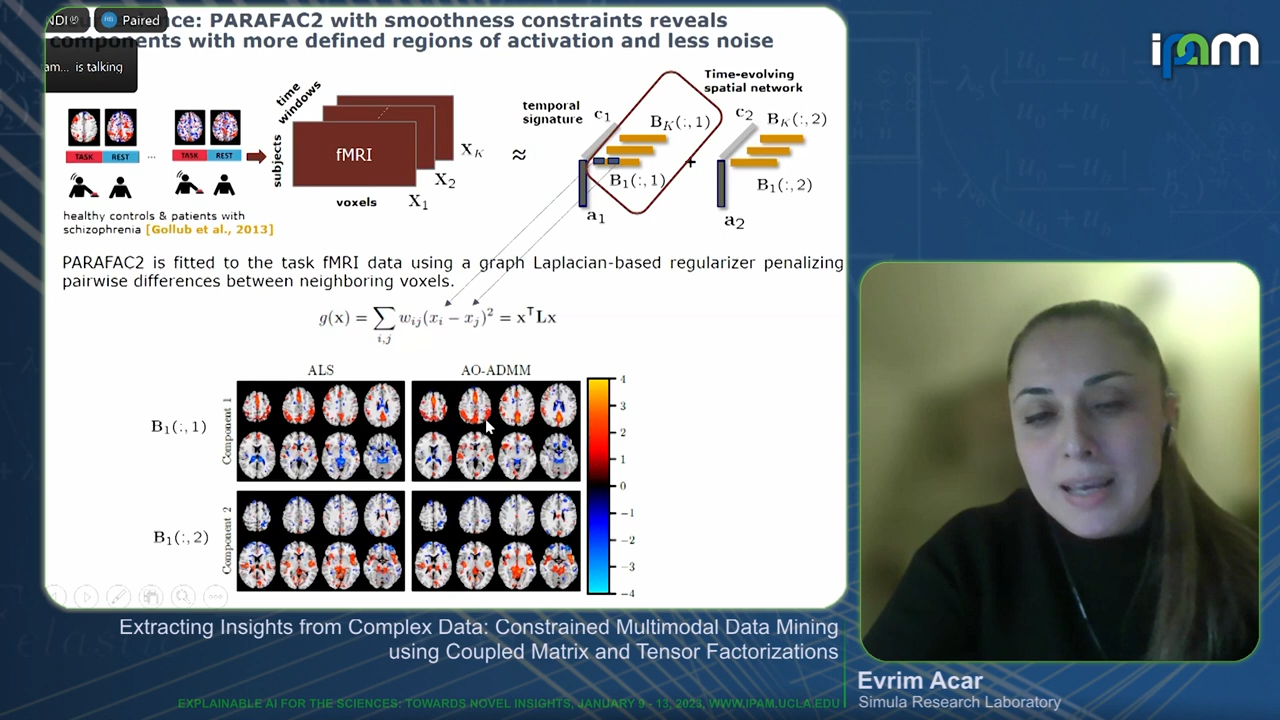 NDI
Paired
nce: PARAFAC2 with smoothness constraints reveals
components with more defined regions of activation and less noise
am... is talking
time
windows
subjects
fMRI
voxels
X_K
X_2
X_1
≈
TASK REST ... TASK REST
healthy controls & patients with
schizophrenia [Gollub et al., 2013]
temporal
signature
c_1
B_K(:,1)
B_1(:,1)
a_1
+
Time-evolving
spatial network
c_2
B_K(:,2)
B_1(:,2)
a_2
PARAFAC2 is fitted to the task fMRI data using a graph Laplacian-based regularizer penalizing
pairwise differences between neighboring voxels.
g(x) = ∑_{i,j} w_{ij}(x_i − x_j)^2 = x^T Lx
ALS
AO-ADMM
B_1(:,1)
Component 1
B_1(:,2)
Component 2
4
3
2
1
0
−1
−2
−3
−4
ipam
Extracting Insights from Complex Data: Constrained Multimodal Data Mining
using Coupled Matrix and Tensor Factorizations
Evrim Acar
Simula Research Laboratory
EXPLAINABLE AI FOR THE SCIENCES: TOWARDS NOVEL INSIGHTS, JANUARY 9 - 13, 2023, WWW.IPAM.UCLA.EDU